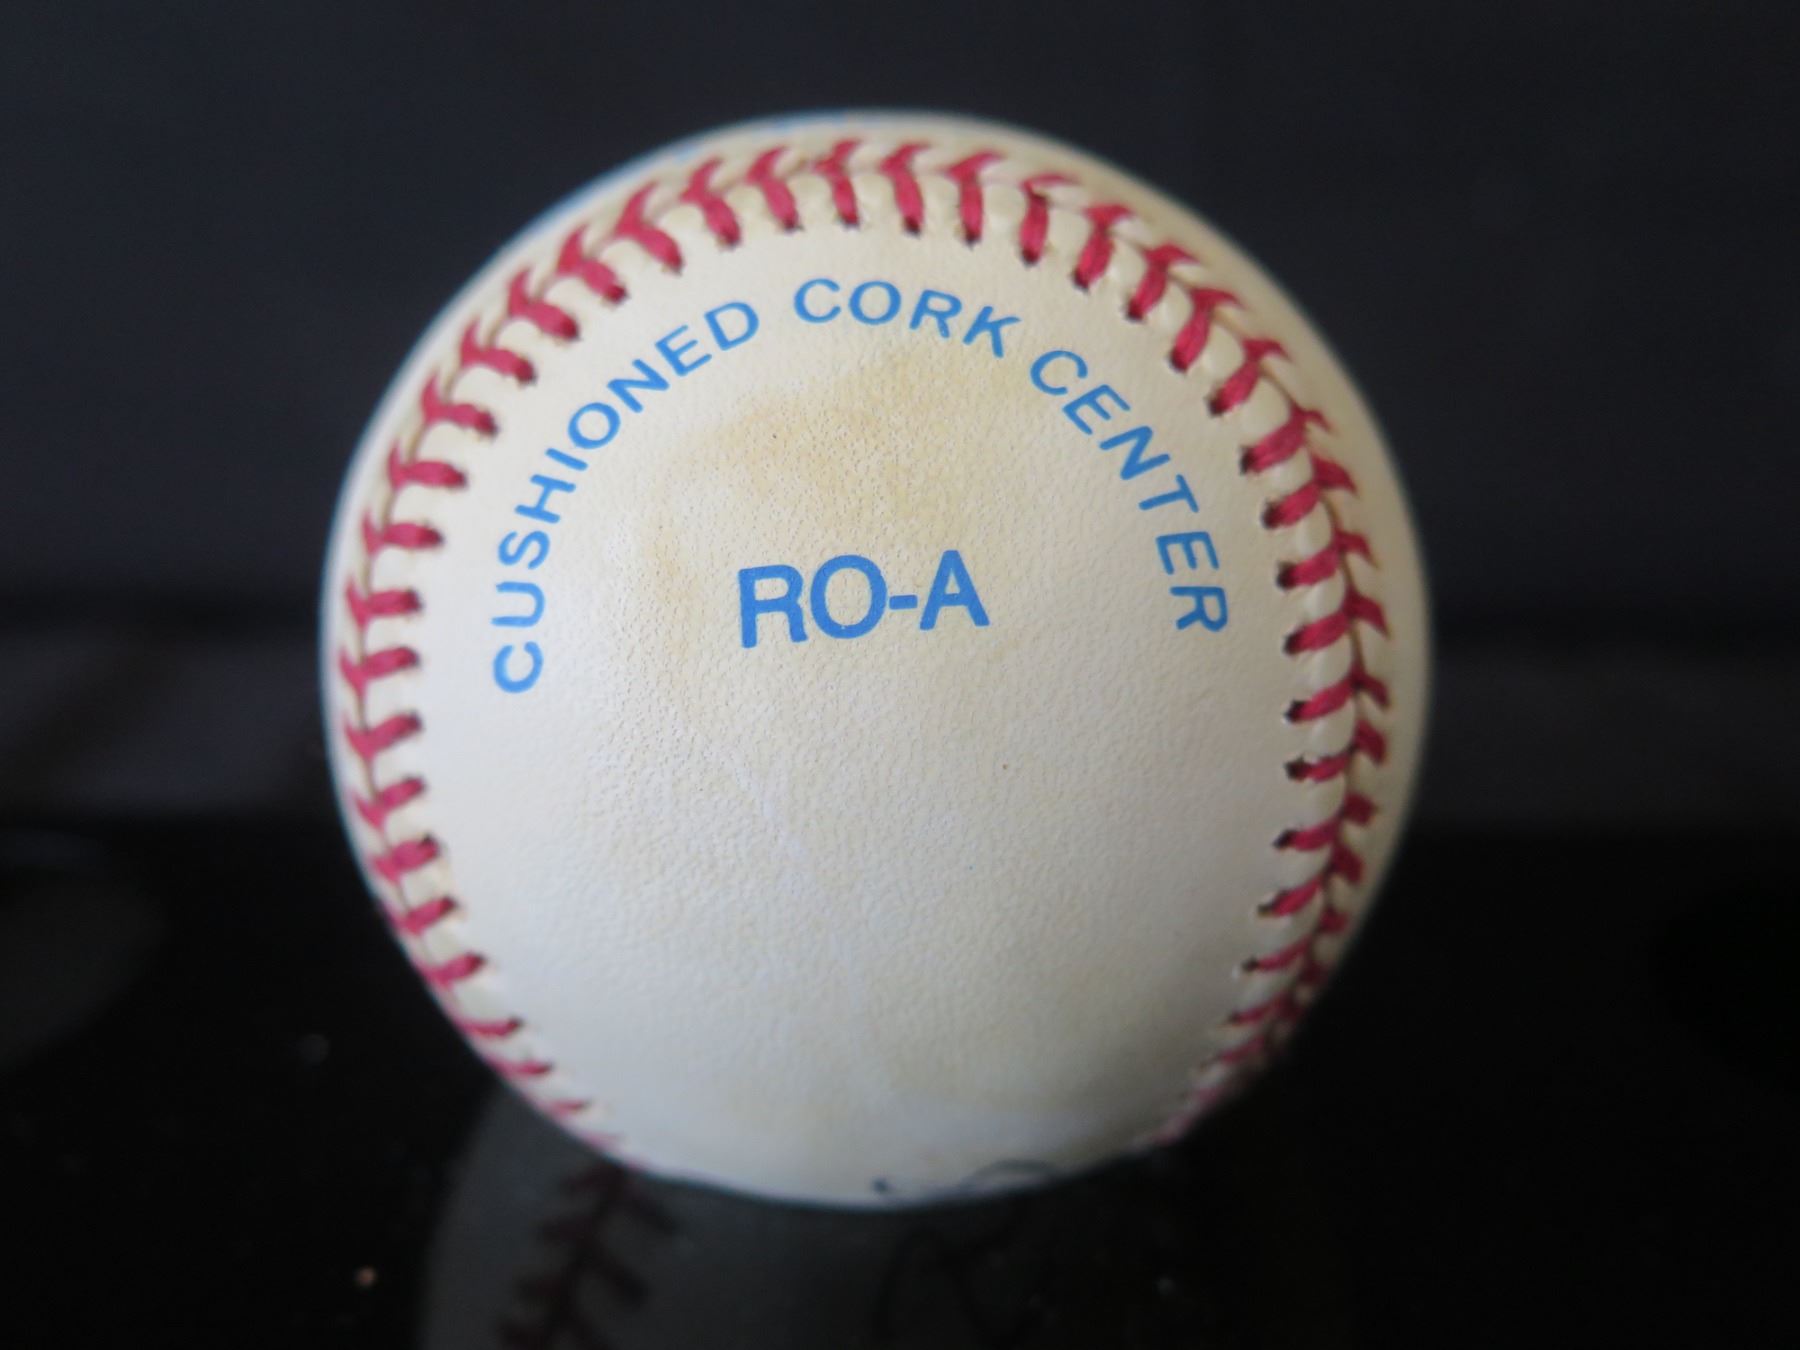 CUSHIONED CORK CENTER
RO-A